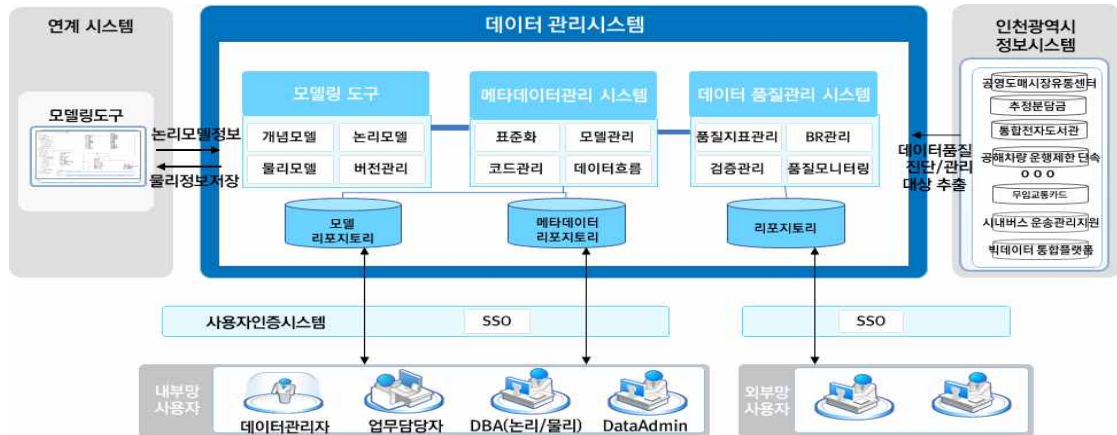 연계 시스템
모델링도구
논리모델정보
물리정보저장
데이터 관리시스템
모델링 도구
개념모델
논리모델
물리모델
버전관리
메타데이터관리 시스템
표준화
모델관리
코드관리
데이터흐름
데이터 품질관리 시스템
품질지표관리
BR관리
검증관리
품질모니터링
모델
리포지토리
메타데이터
리포지토리
리포지토리
데이터품질
진단/관리
대상 추출
인천광역시
정보시스템
공영도매시장유통센터
추정분담금
통합전자도서관
공해차량 운행제한 단속
O O O
무임교통카드
시내버스 운송관리지원
빅데이터 통합플랫폼
사용자인증시스템
SSO
SSO
내부망
사용자
데이터관리자
업무담당자
DBA(논리/물리)
DataAdmin
외부망
사용자